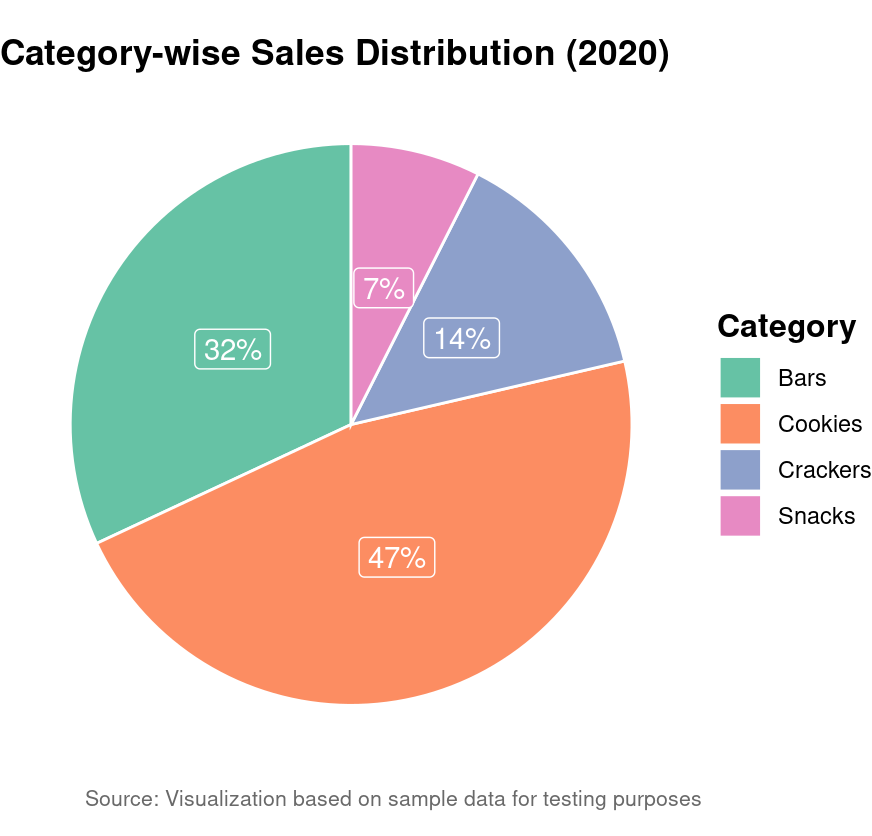 Category-wise Sales Distribution (2020)
7%
14%
32%
47%
Category
Bars
Cookies
Crackers
Snacks
Source: Visualization based on sample data for testing purposes